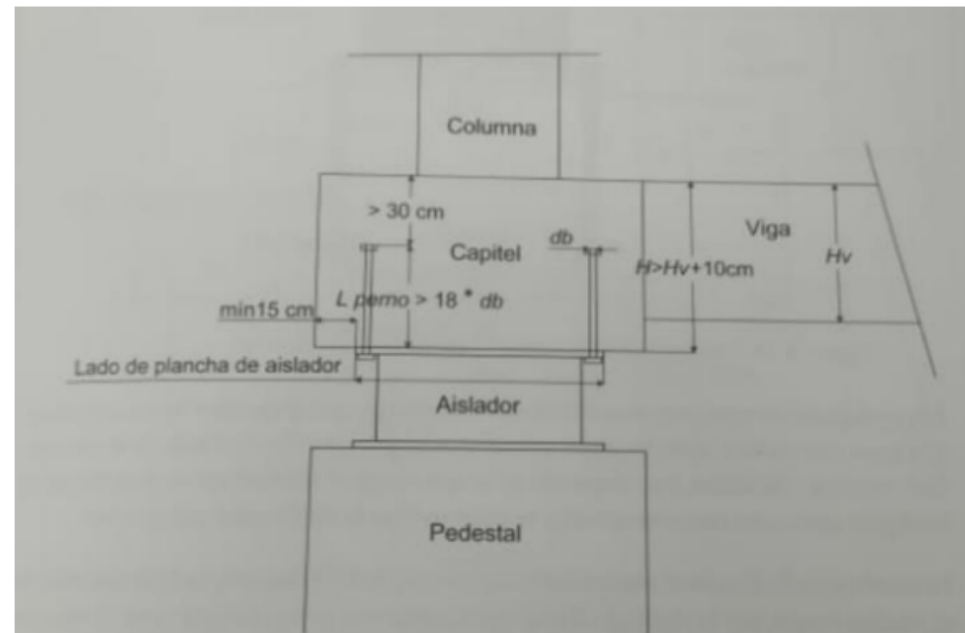 Columna
> 30 cm
Capitel
db
Viga
Hv
H>Hv+10cm
L perno > 18 * db
min15 cm
Lado de plancha de aislador
Aislador
Pedestal